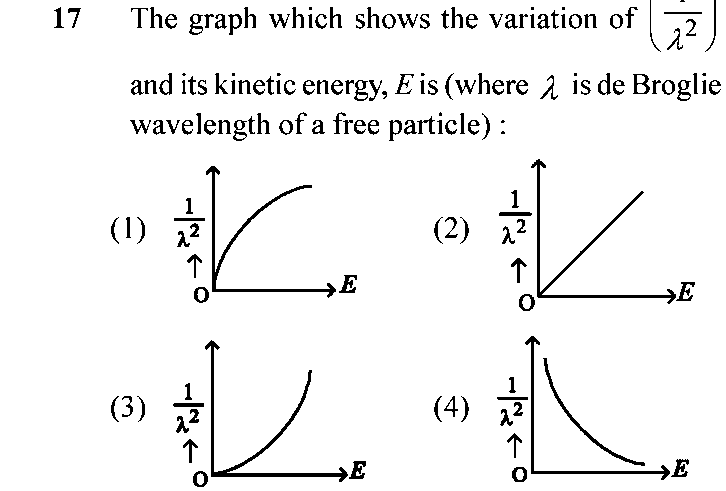 17 The graph which shows the variation of (1/λ²)
and its kinetic energy, E is (where λ is de Broglie
wavelength of a free particle) :
(1) 1/λ² ↑ O E
(2) 1/λ² ↑ O E
(3) 1/λ² ↑ O E
(4) 1/λ² ↑ O E